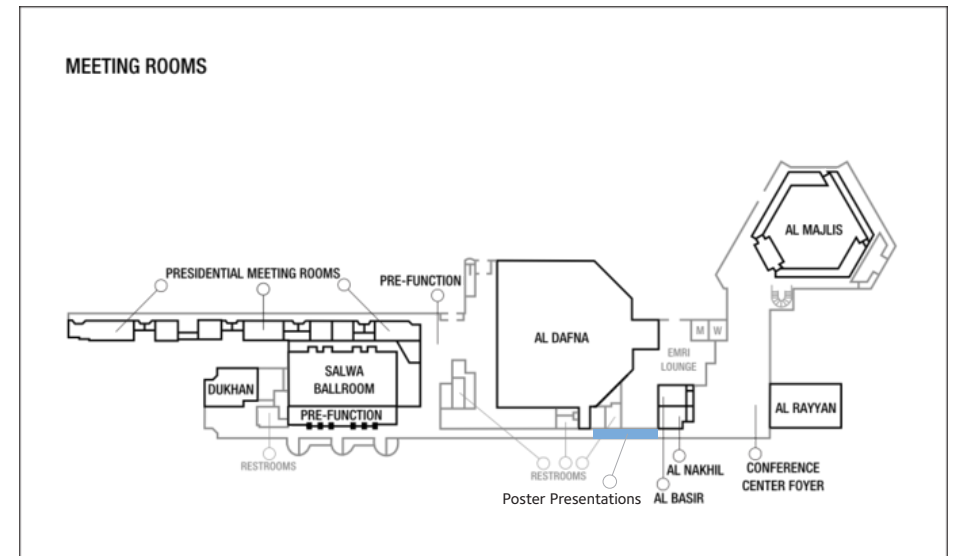 MEETING ROOMS
AL MAJLIS
PRESIDENTIAL MEETING ROOMS
PRE-FUNCTION
AL DAFNA
M W
EMRI
LOUNGE
SALWA
BALLROOM
DUKHAN
PRE-FUNCTION
AL RAYYAN
RESTROOMS
RESTROOMS
AL NAKHIL
CONFERENCE
CENTER FOYER
Poster Presentations
AL BASIR